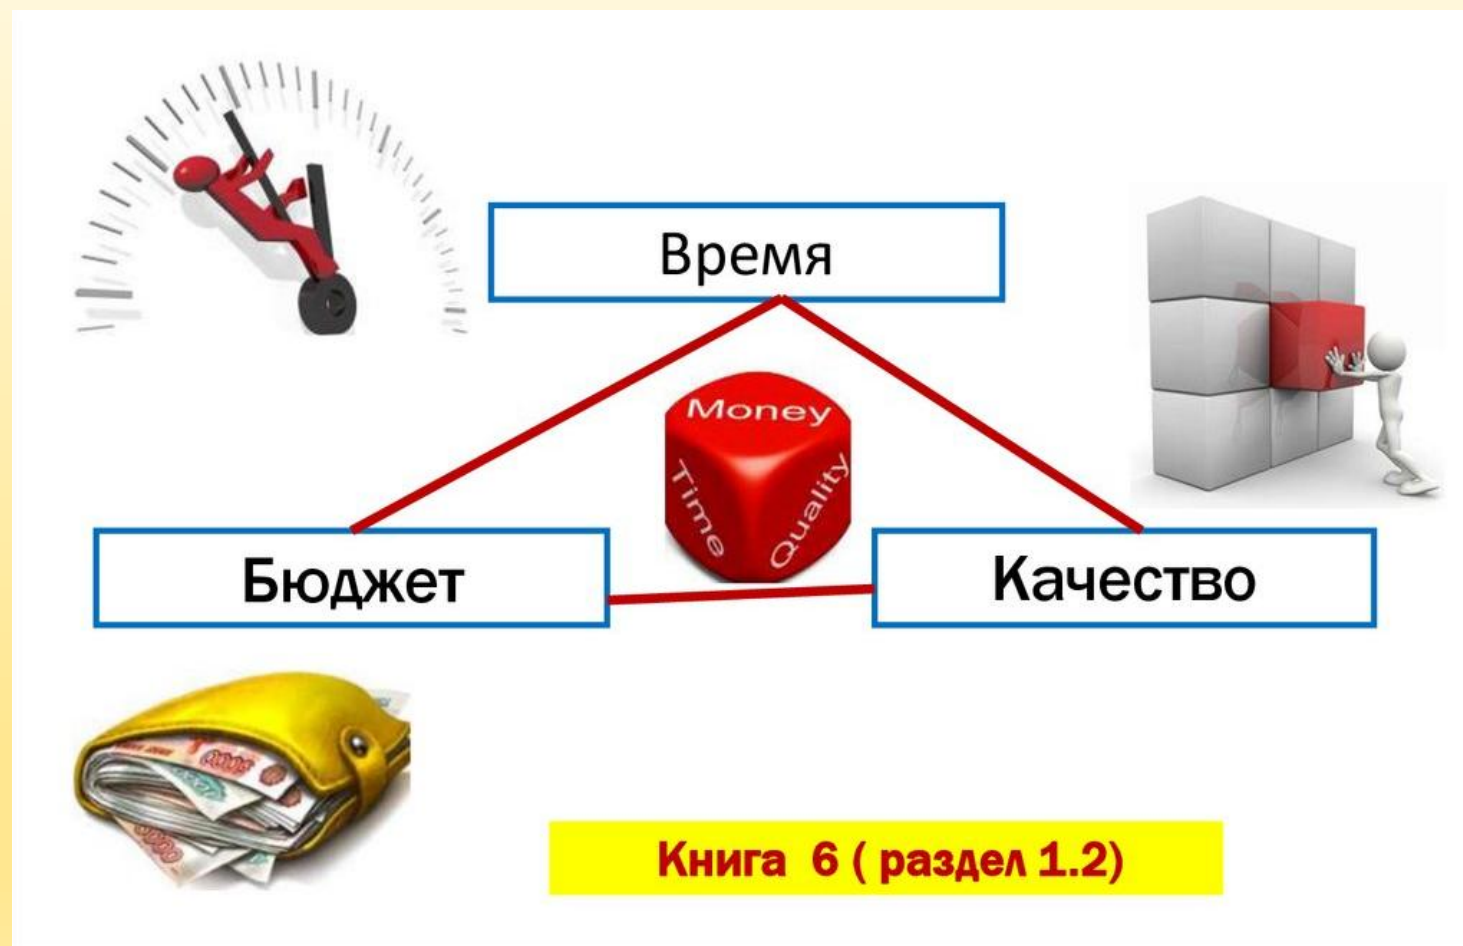 Время
Money
Time
Quality
Бюджет
Качество
Книга 6 ( раздел 1.2)